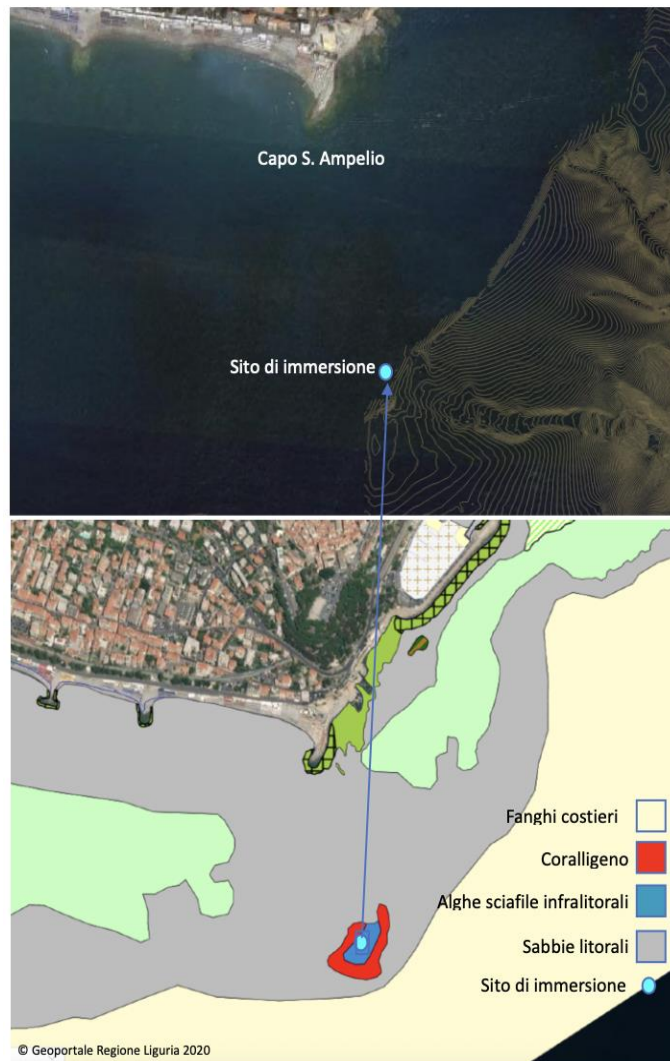 Capo S. Ampelio
Sito di immersione
Fanghi costieri
Coralligeno
Alghe sciafile infralitorali
Sabbie litorali
Sito di immersione
© Geoportale Regione Liguria 2020